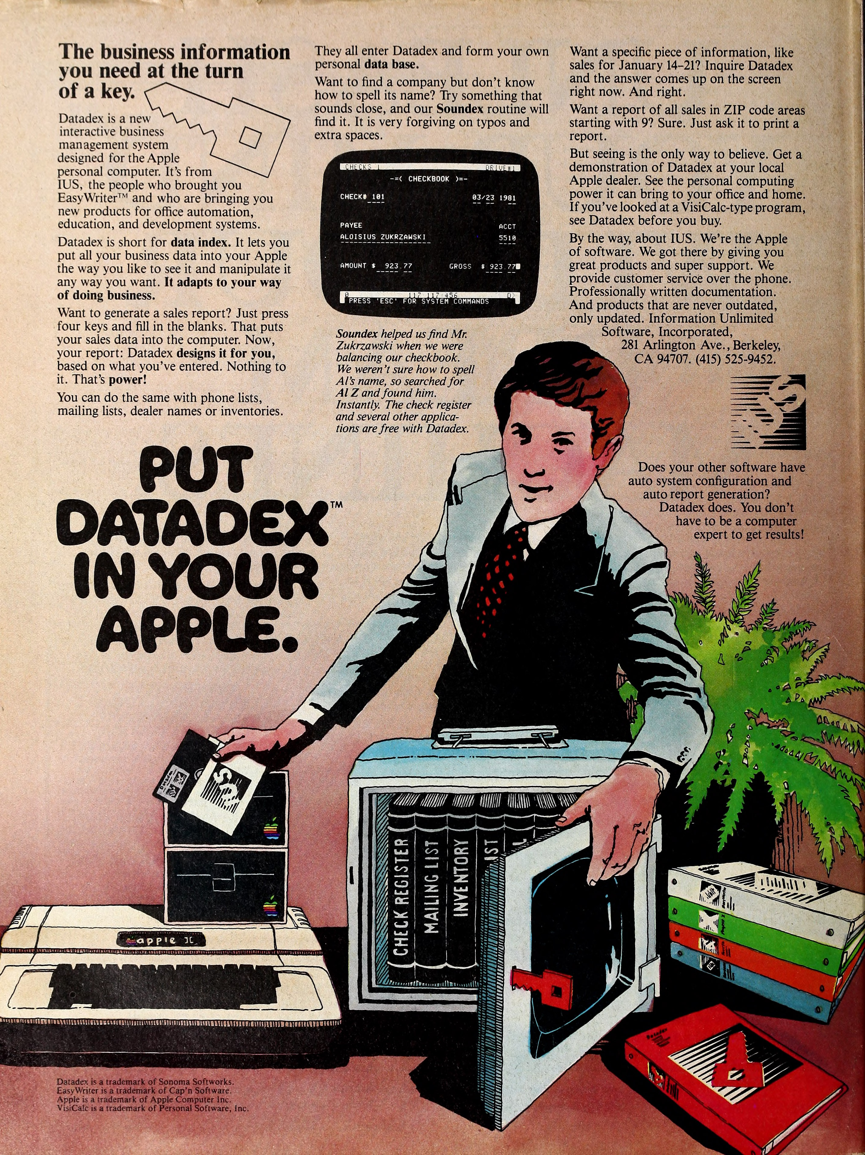 The business information
you need at the turn
of a key.
Datadex is a new
interactive business
management system
designed for the Apple
personal computer. It's from
IUS, the people who brought you
EasyWriter™ and who are bringing you
new products for office automation,
education, and development systems.
Datadex is short for data index. It lets you
put all your business data into your Apple
the way you like to see it and manipulate it
any way you want. It adapts to your way
of doing business.
Want to generate a sales report? Just press
four keys and fill in the blanks. That puts
your sales data into the computer. Now,
your report: Datadex designs it for you,
based on what you've entered. Nothing to
it. That's power!
You can do the same with phone lists,
mailing lists, dealer names or inventories.
They all enter Datadex and form your own
personal data base.
Want to find a company but don't know
how to spell its name? Try something that
sounds close, and our Soundex routine will
find it. It is very forgiving on typos and
extra spaces.
CHECKS 1 DRIVE#1
-=< CHECKBOOK >=-
CHECK# 101 03/23 1981
PAYEE ACCT
ALOISIUS ZUKRZAWSKI 5510
AMOUNT $ 923.77 GROSS $ 923.77
PRESS 'ESC' FOR SYSTEM COMMANDS
Soundex helped us find Mr.
Zukrzawski when we were
balancing our checkbook.
We weren't sure how to spell
Al's name, so searched for
Al Z and found him.
Instantly. The check register
and several other applica-
tions are free with Datadex.
Want a specific piece of information, like
sales for January 14–21? Inquire Datadex
and the answer comes up on the screen
right now. And right.
Want a report of all sales in ZIP code areas
starting with 9? Sure. Just ask it to print a
report.
But seeing is the only way to believe. Get a
demonstration of Datadex at your local
Apple dealer. See the personal computing
power it can bring to your office and home.
If you've looked at a VisiCalc-type program,
see Datadex before you buy.
By the way, about IUS. We're the Apple
of software. We got there by giving you
great products and super support. We
provide customer service over the phone.
Professionally written documentation.
And products that are never outdated,
only updated. Information Unlimited
Software, Incorporated,
281 Arlington Ave., Berkeley,
CA 94707. (415) 525-9452.
IUS
Does your other software have
auto system configuration and
auto report generation?
Datadex does. You don't
have to be a computer
expert to get results!
PUT
DATADEX™
IN YOUR
APPLE.
IUS
apple ][
CHECK REGISTER
MAILING LIST
INVENTORY
IST
Datadex is a trademark of Sonoma Softworks.
EasyWriter is a trademark of Cap'n Software.
Apple is a trademark of Apple Computer Inc.
VisiCalc is a trademark of Personal Software, Inc.